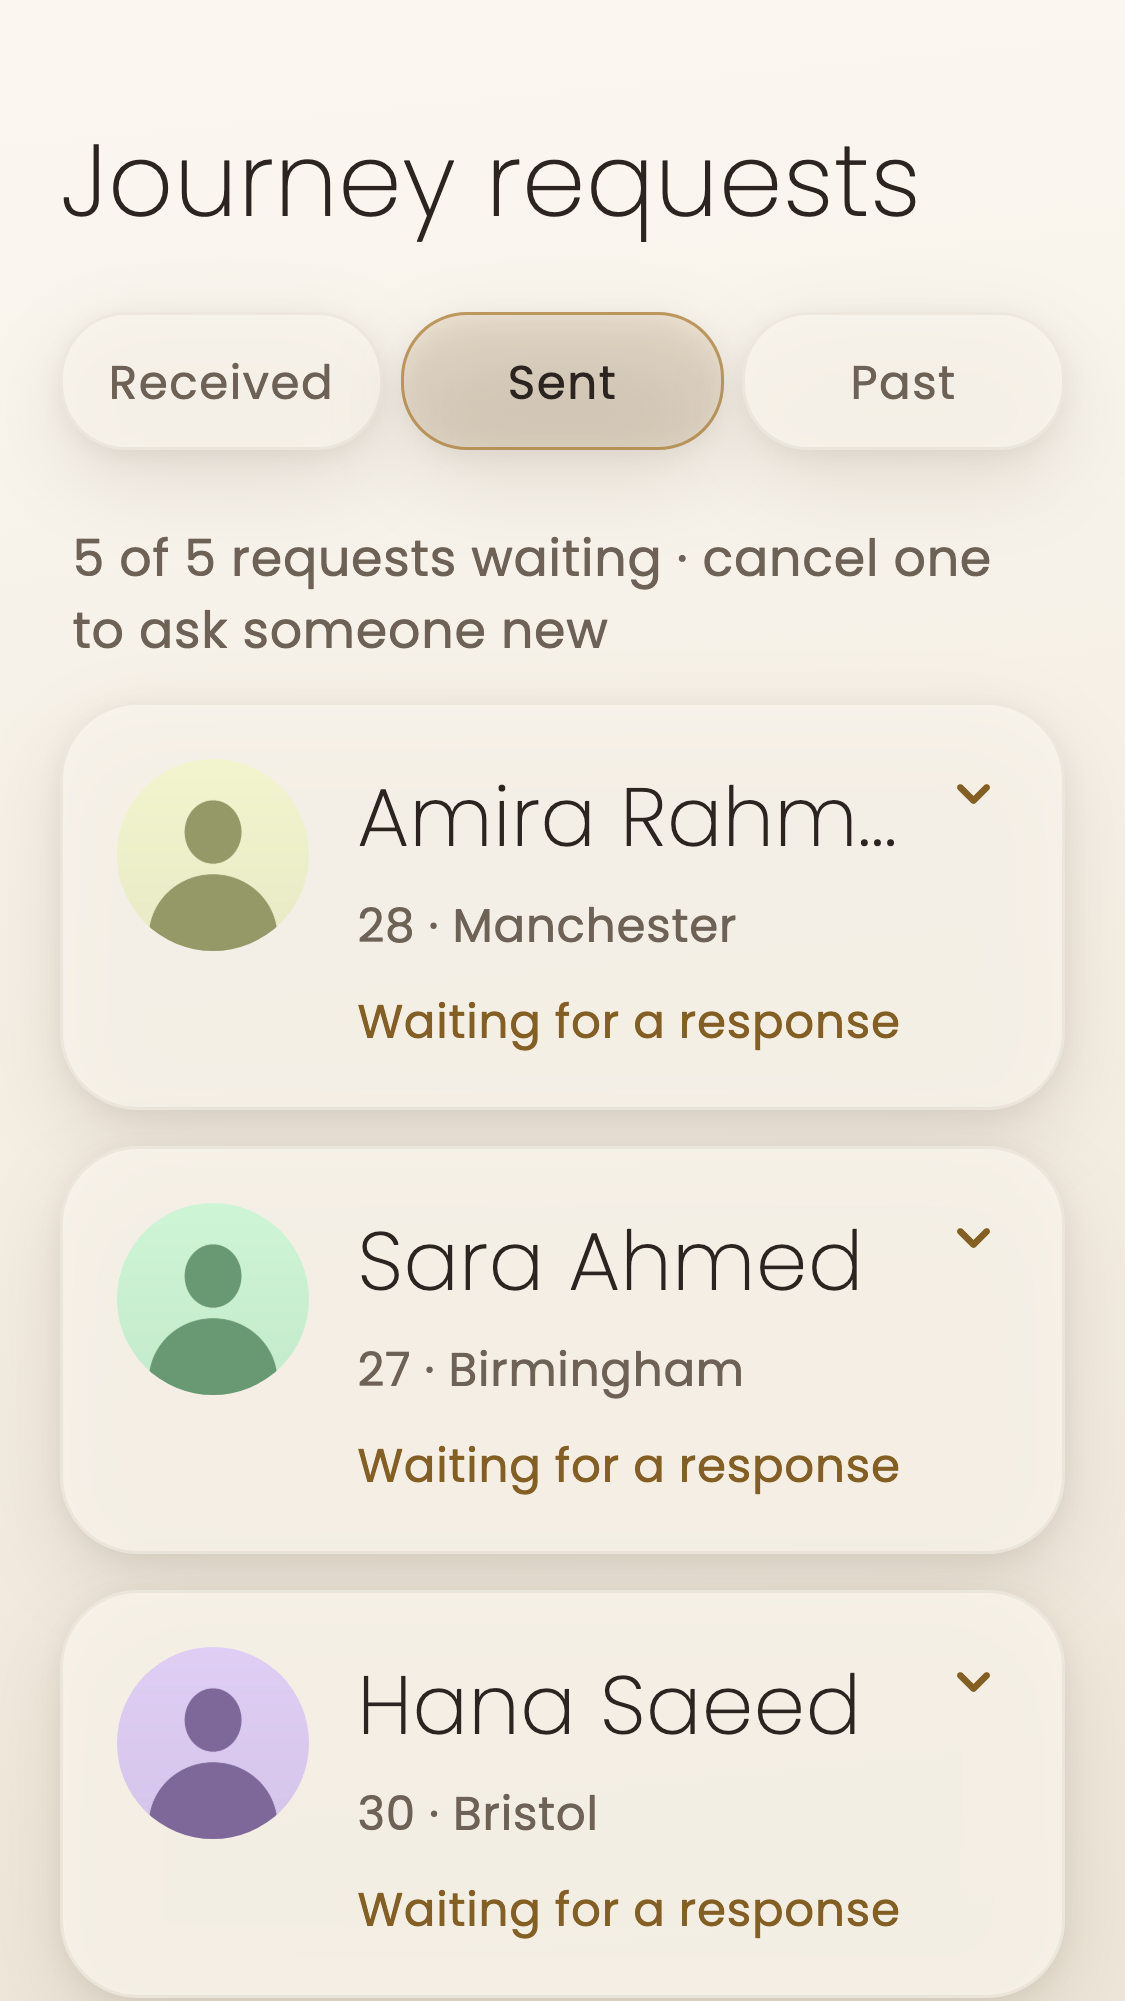 Journey requests
Received
Sent
Past
5 of 5 requests waiting · cancel one
to ask someone new
Amira Rahm...
28 · Manchester
Waiting for a response
Sara Ahmed
27 · Birmingham
Waiting for a response
Hana Saeed
30 · Bristol
Waiting for a response